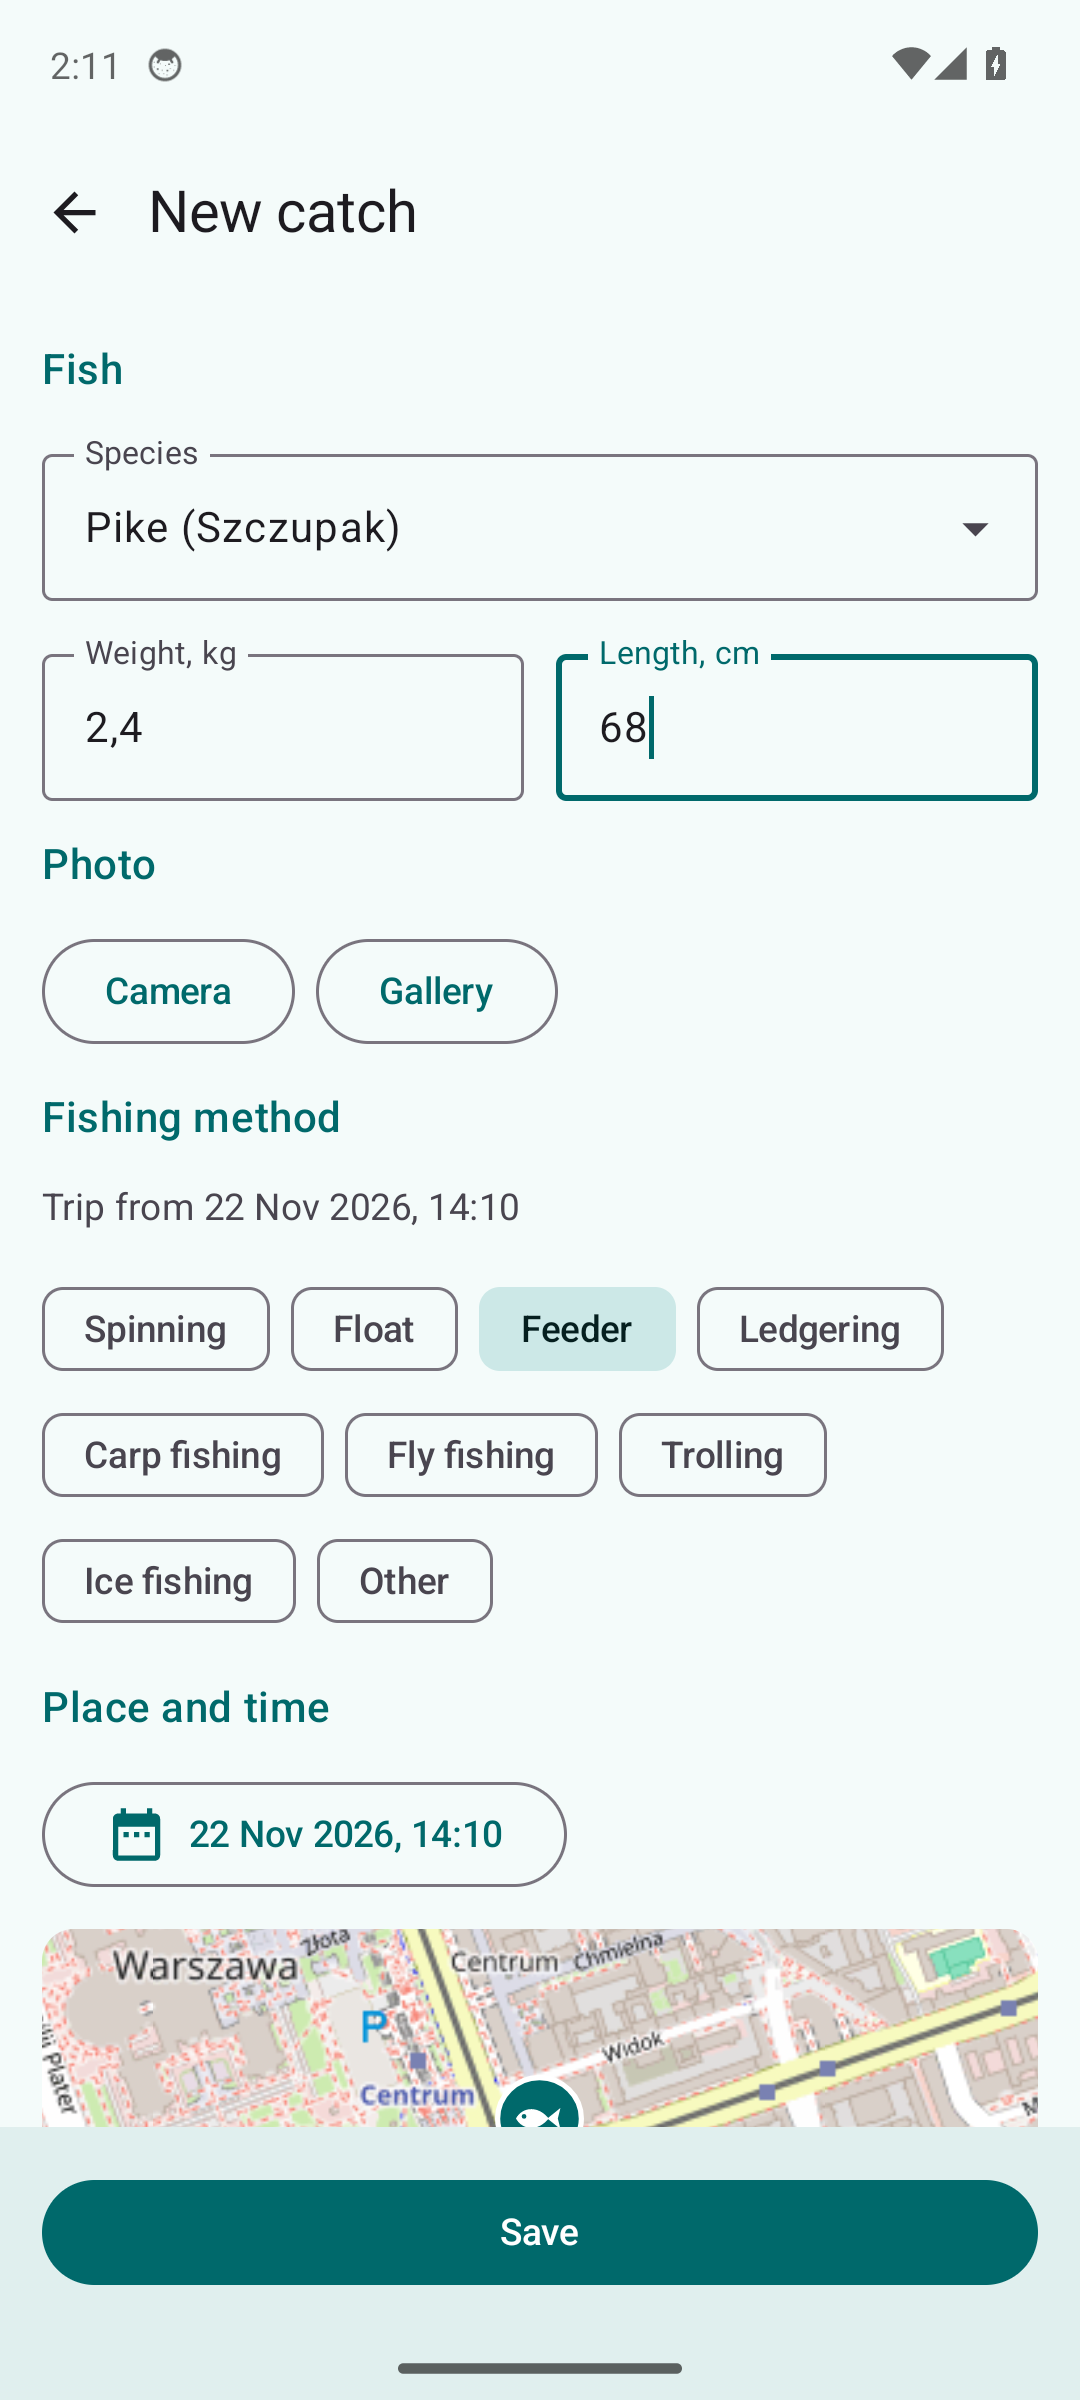 2:11
New catch
Fish
Species
Pike (Szczupak)
Weight, kg
Length, cm
2,4
68
Photo
Camera Gallery
Fishing method
Trip from 22 Nov 2026, 14:10
Spinning Float Feeder Ledgering
Carp fishing Fly fishing Trolling
Ice fishing Other
Place and time
22 Nov 2026, 14:10
Złota
Warszawa
Centrum
Chmielna
P
Widok
Plater
Centrum
Save